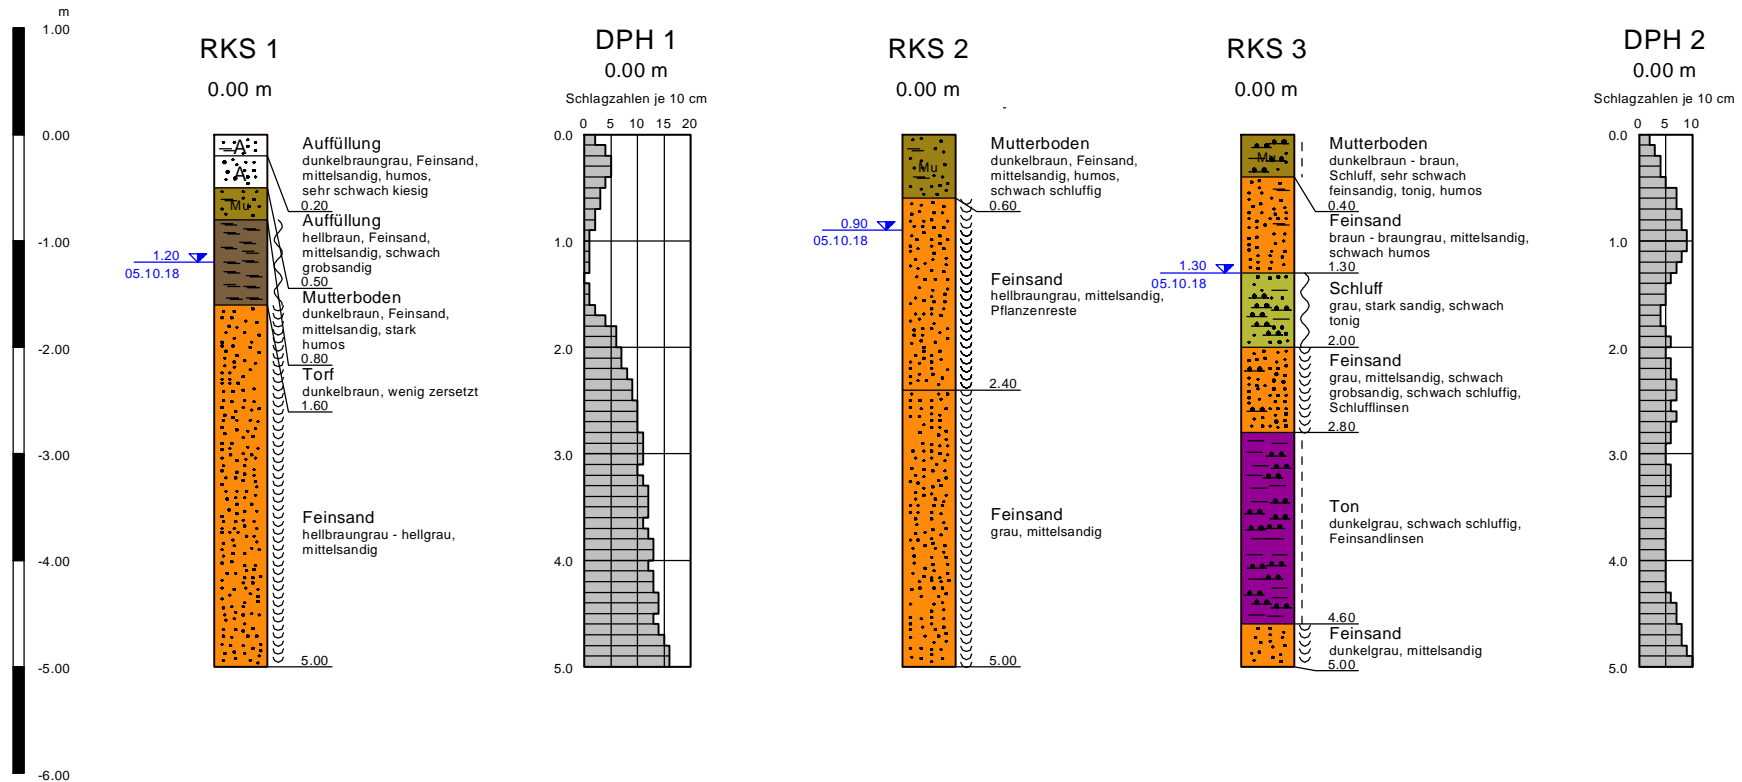 m
1.00
0.00
-1.00
-2.00
-3.00
-4.00
-5.00
-6.00
RKS 1
0.00 m
A
A
Mu
1.20
05.10.18
Auffüllung
dunkelbraungrau, Feinsand,
mittelsandig, humos,
sehr schwach kiesig
0.20
Auffüllung
hellbraun, Feinsand,
mittelsandig, schwach
grobsandig
0.50
Mutterboden
dunkelbraun, Feinsand,
mittelsandig, stark
humos
0.80
Torf
dunkelbraun, wenig zersetzt
1.60
Feinsand
hellbraungrau - hellgrau,
mittelsandig
5.00
DPH 1
0.00 m
Schlagzahlen je 10 cm
0 5 10 15 20
0.0
1.0
2.0
3.0
4.0
5.0
RKS 2
0.00 m
Mu
0.90
05.10.18
Mutterboden
dunkelbraun, Feinsand,
mittelsandig, humos,
schwach schluffig
0.60
Feinsand
hellbraungrau, mittelsandig,
Pflanzenreste
2.40
Feinsand
grau, mittelsandig
5.00
RKS 3
0.00 m
Mu
1.30
05.10.18
Mutterboden
dunkelbraun - braun,
Schluff, sehr schwach
feinsandig, tonig, humos
0.40
Feinsand
braun - braungrau, mittelsandig,
schwach humos
1.30
Schluff
grau, stark sandig, schwach
tonig
2.00
Feinsand
grau, mittelsandig, schwach
grobsandig, schwach schluffig,
Schlufflinsen
2.80
Ton
dunkelgrau, schwach schluffig,
Feinsandlinsen
4.60
Feinsand
dunkelgrau, mittelsandig
5.00
DPH 2
0.00 m
Schlagzahlen je 10 cm
0 5 10
0.0
1.0
2.0
3.0
4.0
5.0